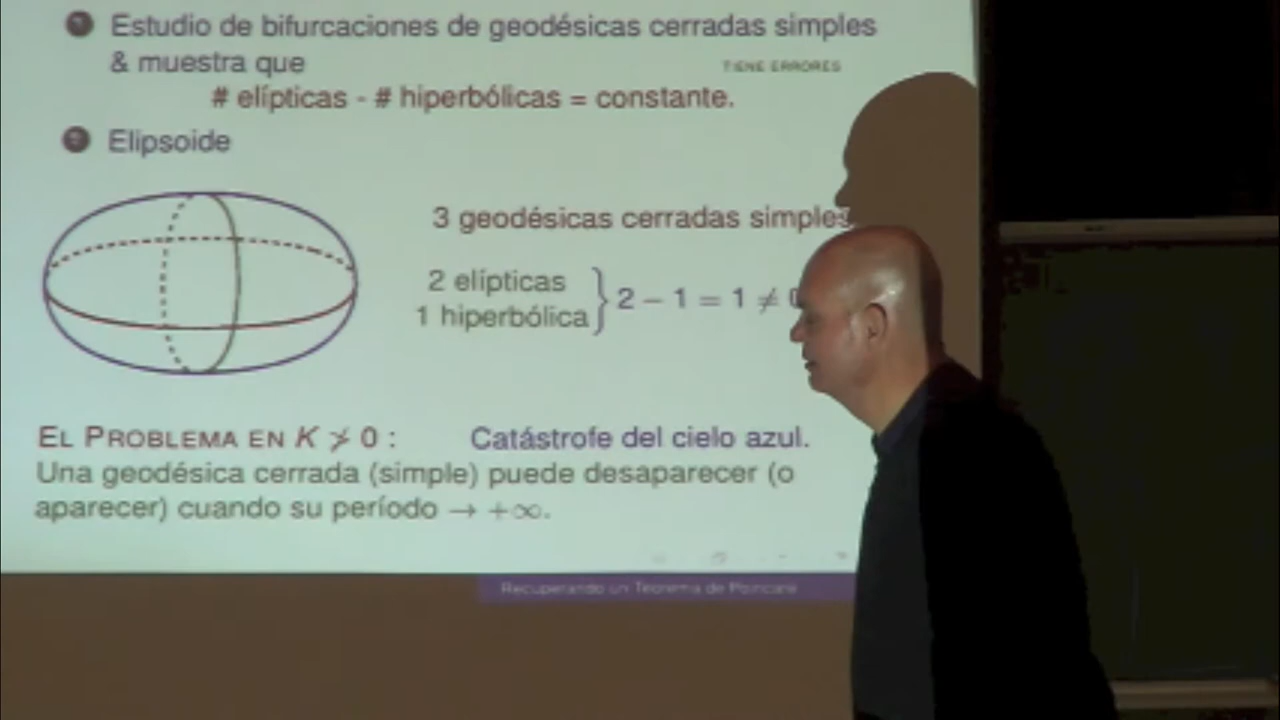 Estudio de bifurcaciones de geodésicas cerradas simples
& muestra que TIENE ERRORES
# elípticas - # hiperbólicas = constante.
Elipsoide
3 geodésicas cerradas simples
2 elípticas
1 hiperbólica } 2 − 1 = 1 ≠ 0
EL PROBLEMA EN K ≯ 0 : Catástrofe del cielo azul.
Una geodésica cerrada (simple) puede desaparecer (o
aparecer) cuando su período → +∞.
Recuperando un Teorema de Poincaré